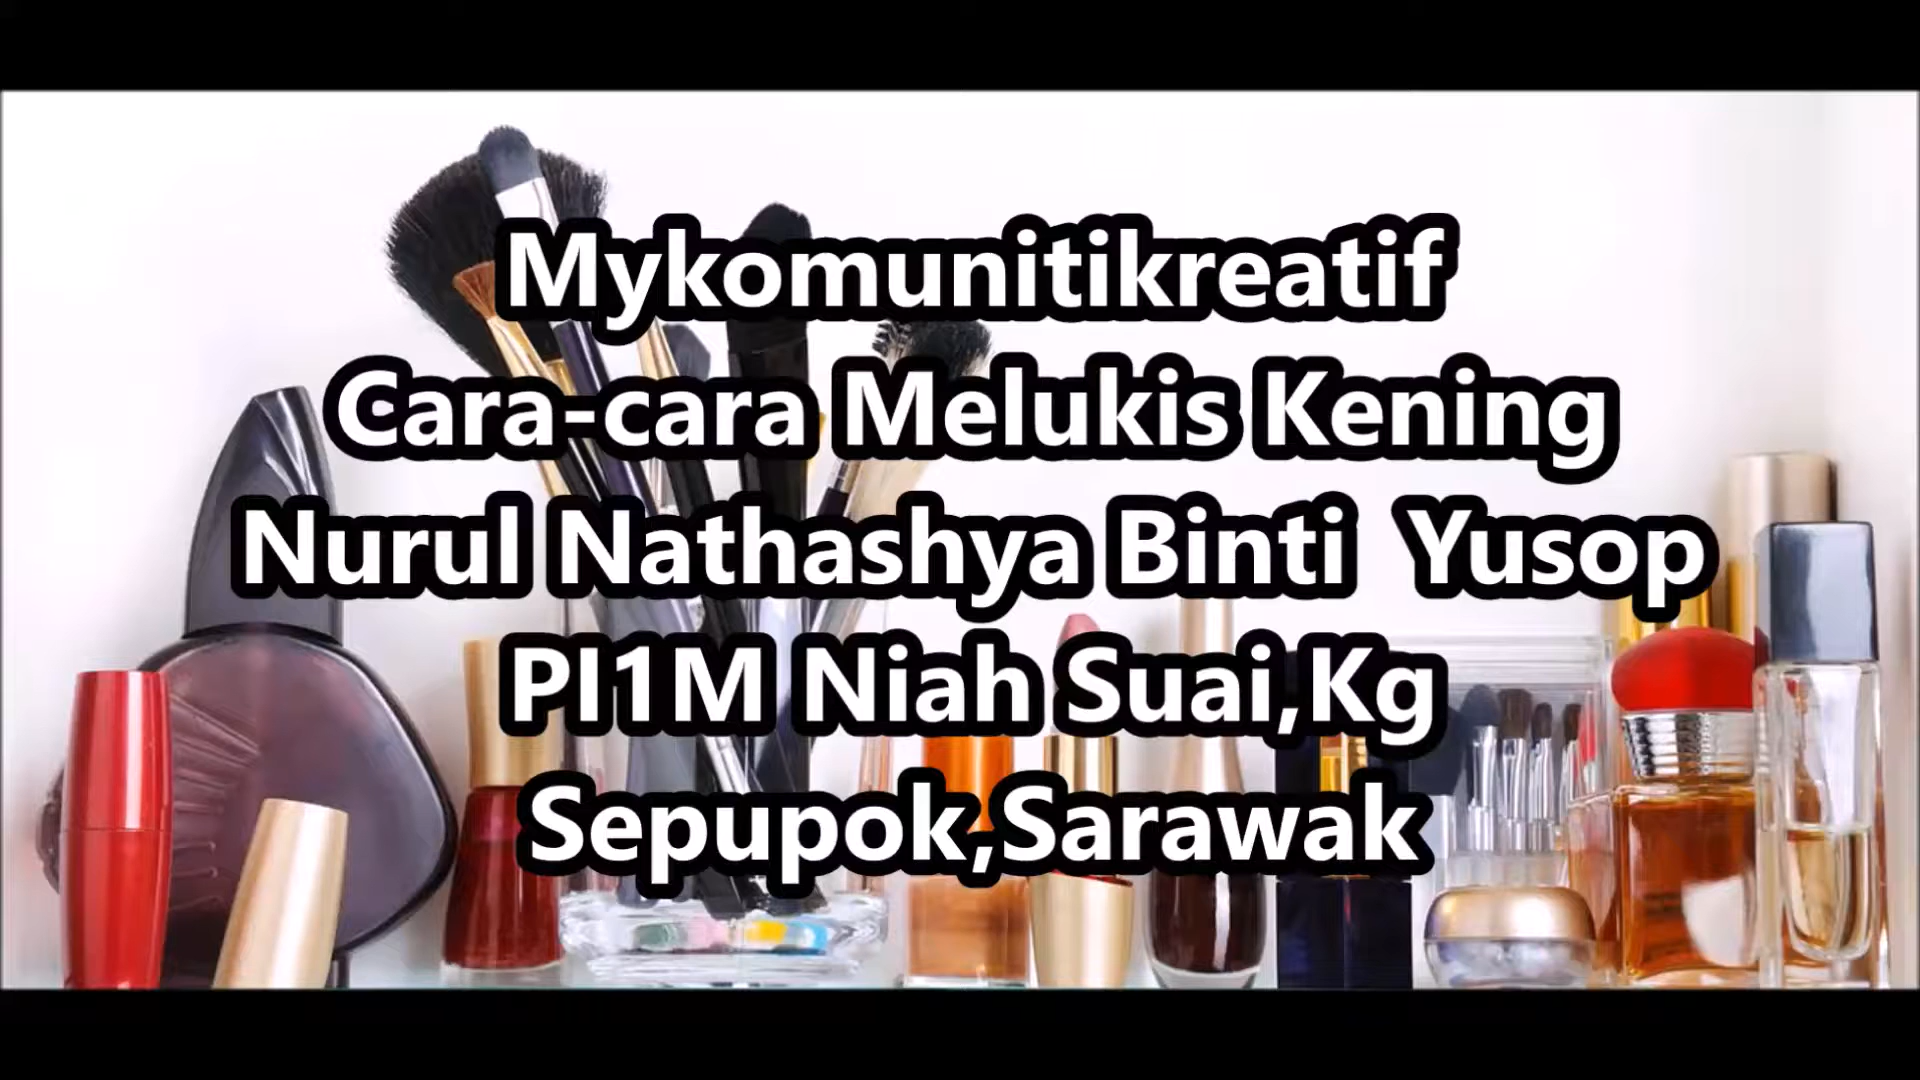 Mykomunitikreatif
Cara-cara Melukis Kening
Nurul Nathashya Binti  Yusop
PI1M Niah Suai,Kg
Sepupok,Sarawak